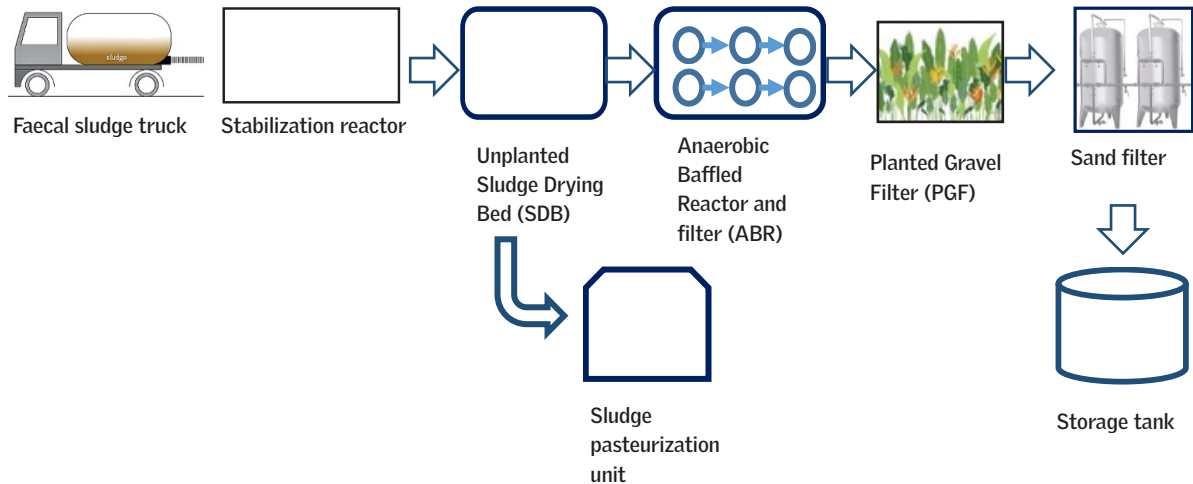 sludge
Faecal sludge truck
Stabilization reactor
Unplanted
Sludge Drying
Bed (SDB)
Anaerobic
Baffled
Reactor and
filter (ABR)
Planted Gravel
Filter (PGF)
Sand filter
Sludge
pasteurization
unit
Storage tank